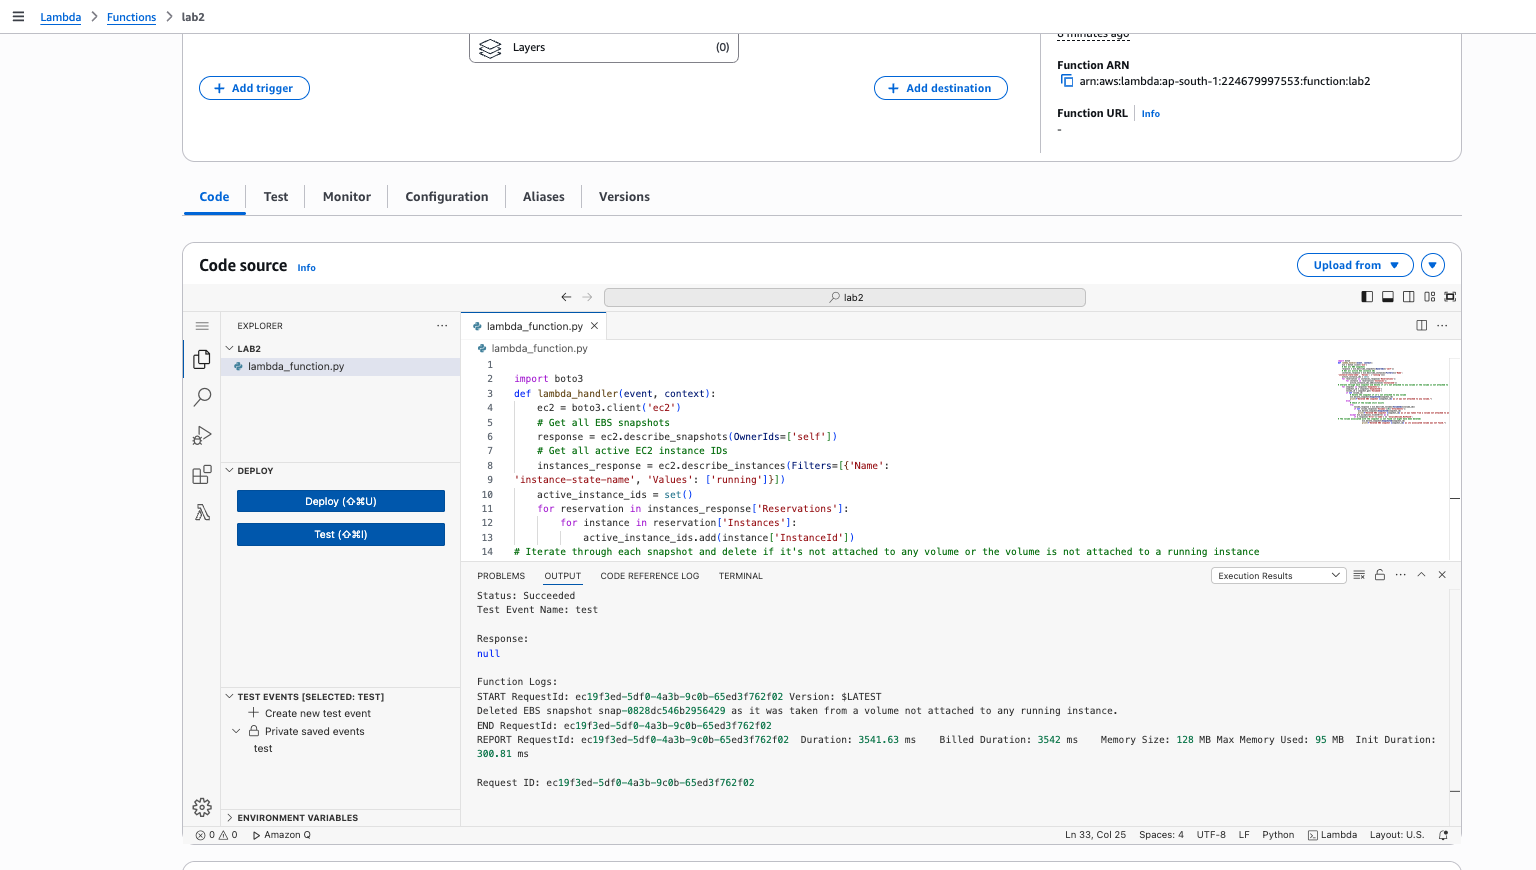 Lambda > Functions > lab2
8 minutes ago
Layers (0)
Function ARN
arn:aws:lambda:ap-south-1:224679997553:function:lab2
+ Add trigger
+ Add destination
Function URL | Info
-
Code
Test
Monitor
Configuration
Aliases
Versions
Code source Info
Upload from
lab2
EXPLORER
LAB2
lambda_function.py
DEPLOY
Deploy (⇧⌘U)
Test (⇧⌘I)
TEST EVENTS [SELECTED: TEST]
Create new test event
Private saved events
test
ENVIRONMENT VARIABLES
lambda_function.py
lambda_function.py
1
2 import boto3
3 def lambda_handler(event, context):
4 ec2 = boto3.client('ec2')
5 # Get all EBS snapshots
6 response = ec2.describe_snapshots(OwnerIds=['self'])
7 # Get all active EC2 instance IDs
8 instances_response = ec2.describe_instances(Filters=[{'Name':
9 'instance-state-name', 'Values': ['running']}])
10 active_instance_ids = set()
11 for reservation in instances_response['Reservations']:
12 for instance in reservation['Instances']:
13 active_instance_ids.add(instance['InstanceId'])
14 # Iterate through each snapshot and delete if it's not attached to any volume or the volume is not attached to a running instance
PROBLEMS OUTPUT CODE REFERENCE LOG TERMINAL
Execution Results
Status: Succeeded
Test Event Name: test
Response:
null
Function Logs:
START RequestId: ec19f3ed-5df0-4a3b-9c0b-65ed3f762f02 Version: $LATEST
Deleted EBS snapshot snap-0828dc546b2956429 as it was taken from a volume not attached to any running instance.
END RequestId: ec19f3ed-5df0-4a3b-9c0b-65ed3f762f02
REPORT RequestId: ec19f3ed-5df0-4a3b-9c0b-65ed3f762f02 Duration: 3541.63 ms Billed Duration: 3542 ms Memory Size: 128 MB Max Memory Used: 95 MB Init Duration:
300.81 ms
Request ID: ec19f3ed-5df0-4a3b-9c0b-65ed3f762f02
0 0 Amazon Q
Ln 33, Col 25 Spaces: 4 UTF-8 LF Python Lambda Layout: U.S.